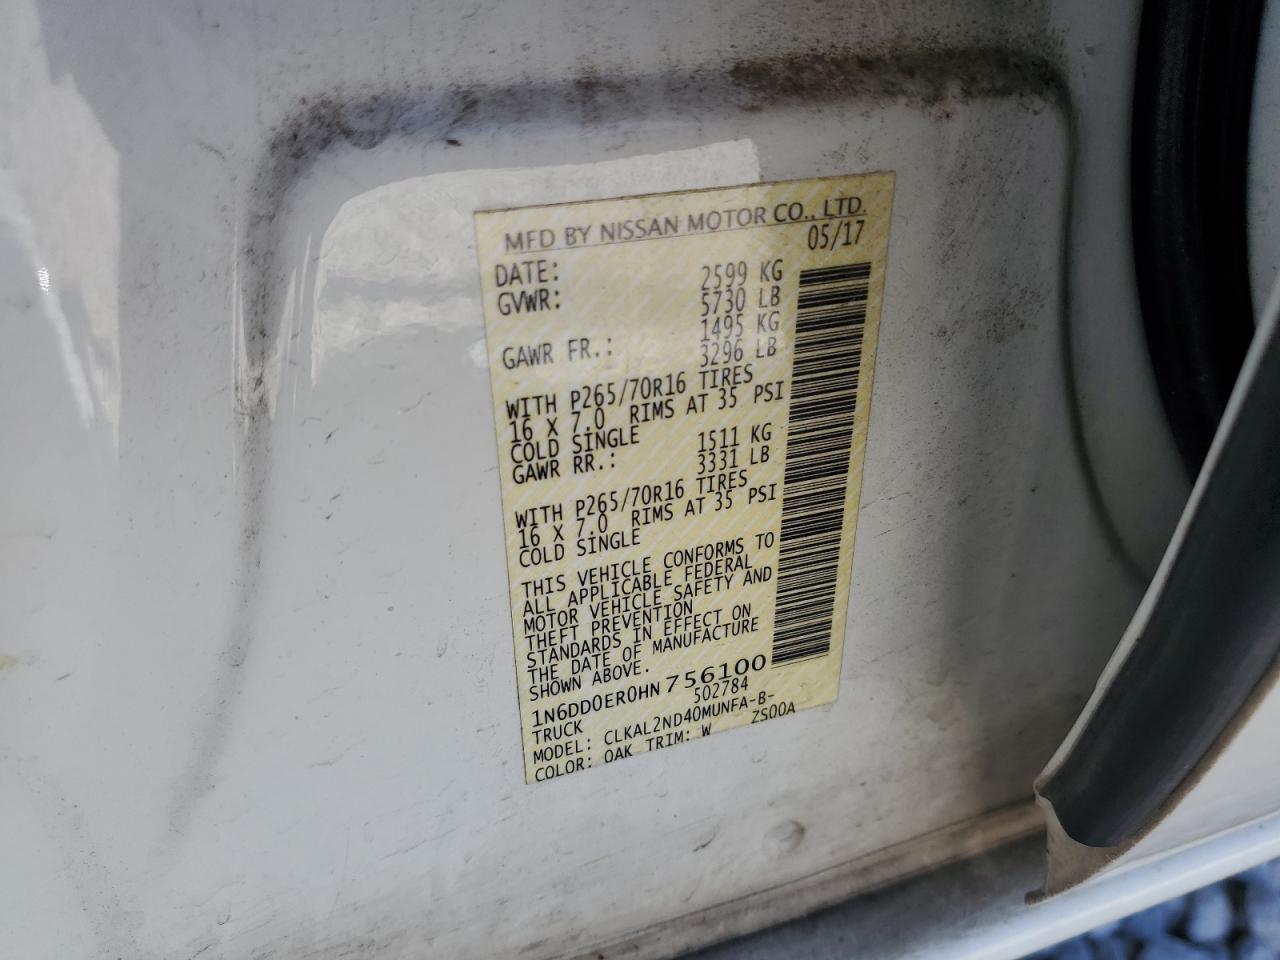 MFD BY NISSAN MOTOR CO., LTD.
DATE: 05/17
GVWR: 2599 KG
5730 LB
1495 KG
GAWR FR.: 3296 LB
WITH P265/70R16 TIRES
16 X 7.0 RIMS AT 35 PSI
COLD SINGLE
GAWR RR.: 1511 KG
3331 LB
WITH P265/70R16 TIRES
16 X 7.0 RIMS AT 35 PSI
COLD SINGLE
THIS VEHICLE CONFORMS TO
ALL APPLICABLE FEDERAL
MOTOR VEHICLE SAFETY AND
THEFT PREVENTION
STANDARDS IN EFFECT ON
THE DATE OF MANUFACTURE
SHOWN ABOVE.
1N6DD0ER0HN756100
TRUCK 502784
MODEL: CLKAL2ND40MUNFA-B-
COLOR: OAK TRIM: W ZS00A